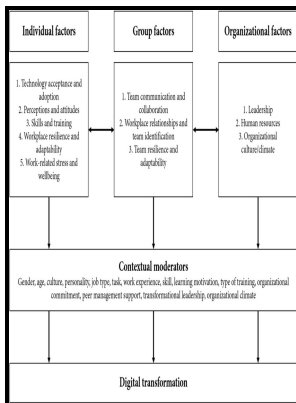 Individual factors
Group factors
Organizational factors
1. Technology acceptance and
adoption
2. Perceptions and attitudes
3. Skills and training
4. Workplace resilience and
adaptability
5. Work-related stress and
wellbeing
1. Team communication and
collaboration
2. Workplace relationships and
team identification
3. Team resilience and
adaptability
1. Leadership
2. Human resources
3. Organizational
culture/climate
Contextual moderators
Gender, age, culture, personality, job type, task, work experience, skill, learning motivation, type of training, organizational
commitment, peer management support, transformational leadership, organizational climate
Digital transformation